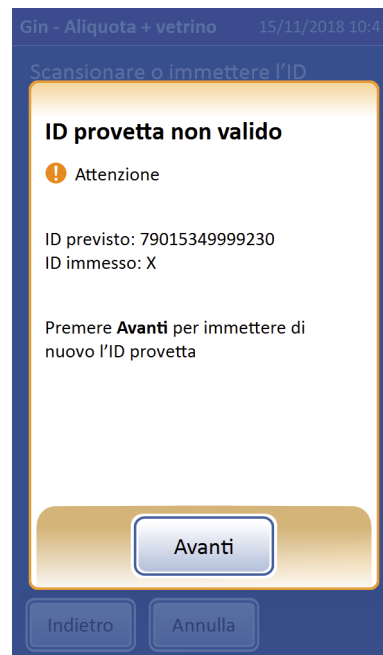 Gin - Aliquota + vetrino 15/11/2018 10:4
Scansionare o immettere l’ID
ID provetta non valido
Attenzione
ID previsto: 79015349999230
ID immesso: X
Premere Avanti per immettere di
nuovo l’ID provetta
Avanti
Indietro Annulla